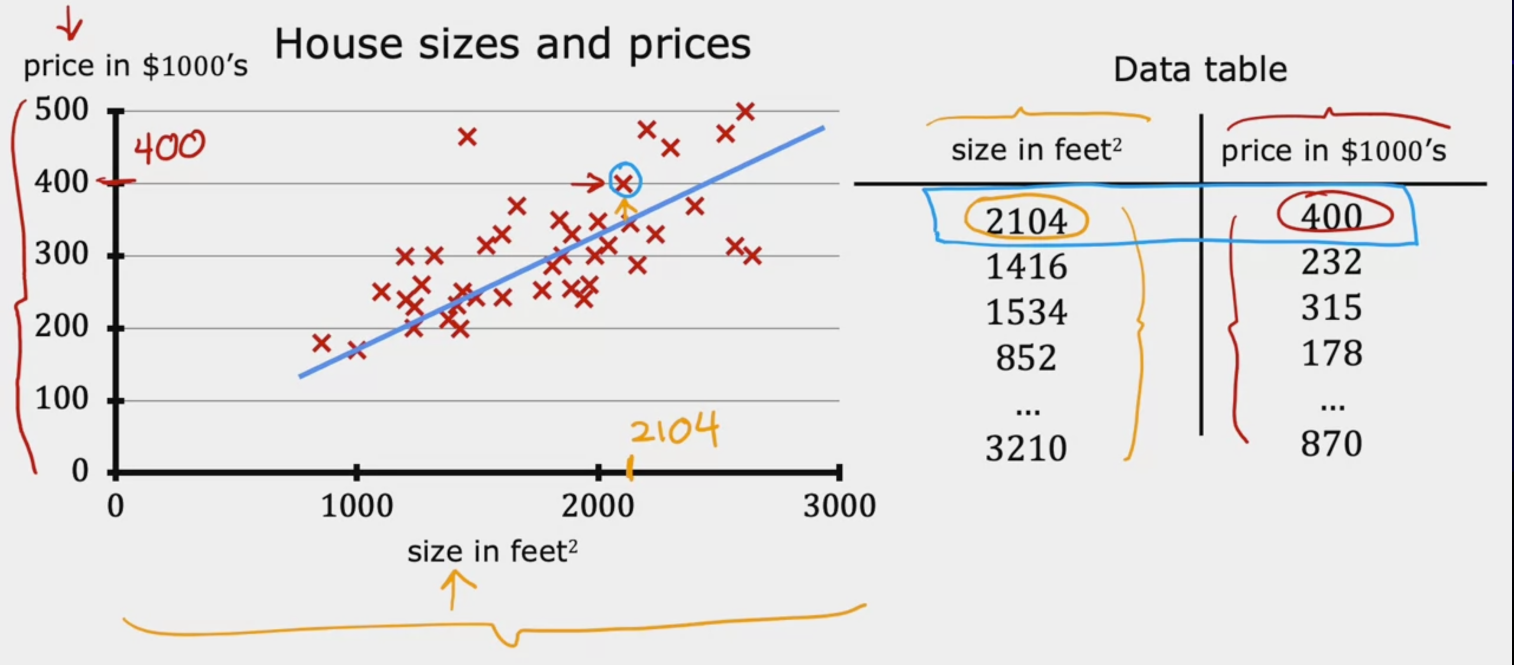 House sizes and prices
price in $1000's
500
400
400
300
200
100
0
2104
0 1000 2000 3000
size in feet²
Data table
size in feet² price in $1000's
2104 400
1416 232
1534 315
852 178
... ...
3210 870